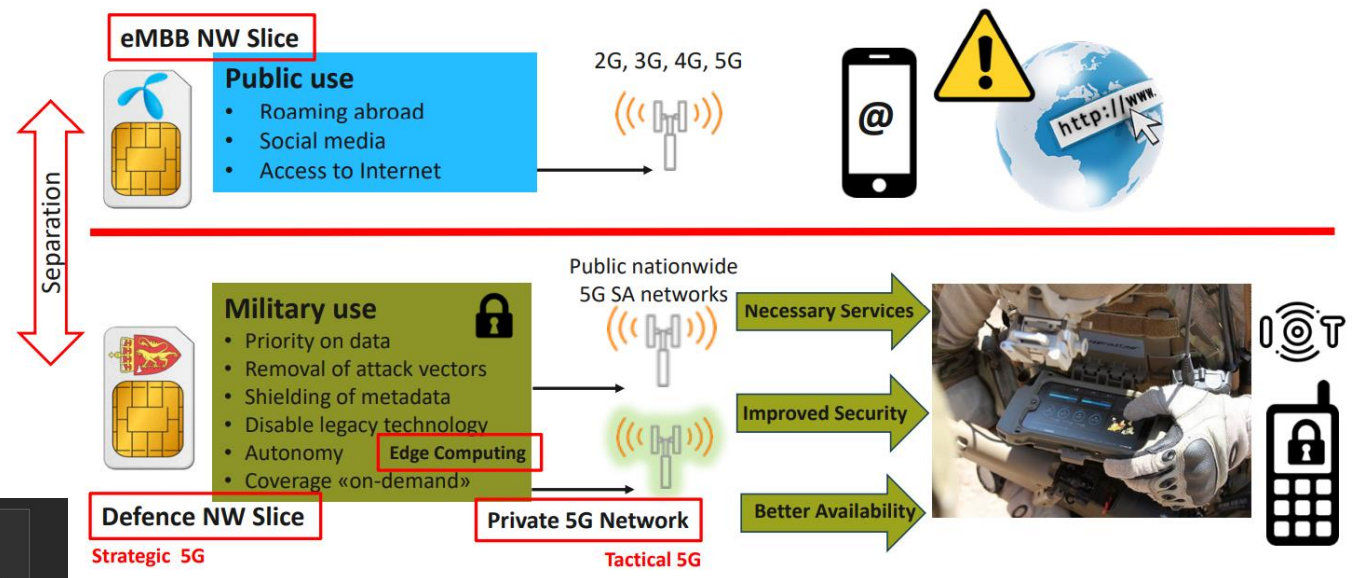 eMBB NW Slice
Public use
• Roaming abroad
• Social media
• Access to Internet
2G, 3G, 4G, 5G
@
http://www.
Separation
Military use
• Priority on data
• Removal of attack vectors
• Shielding of metadata
• Disable legacy technology
• Autonomy
Edge Computing
• Coverage «on-demand»
Defence NW Slice
Strategic 5G
Public nationwide
5G SA networks
Private 5G Network
Tactical 5G
Necessary Services
Improved Security
Better Availability
IOT